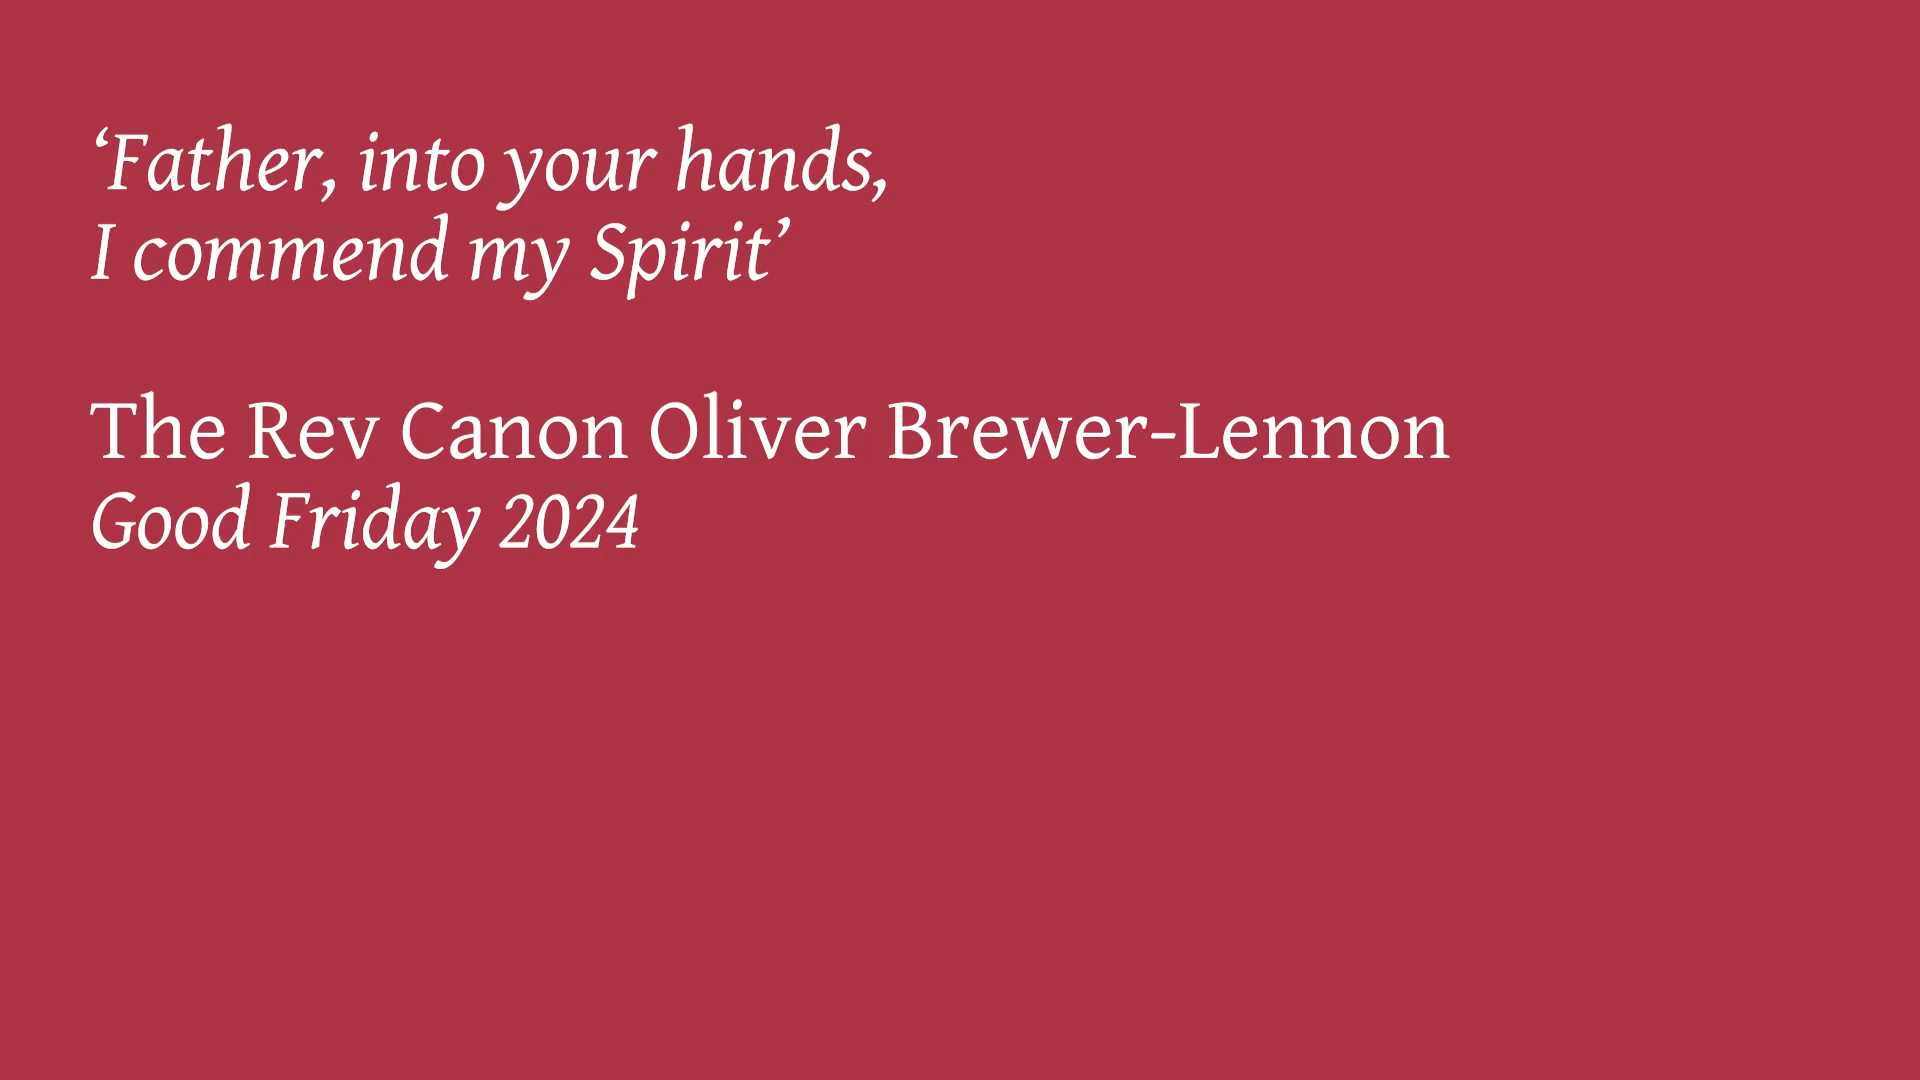 ‘Father, into your hands,
I commend my Spirit’
The Rev Canon Oliver Brewer-Lennon
Good Friday 2024